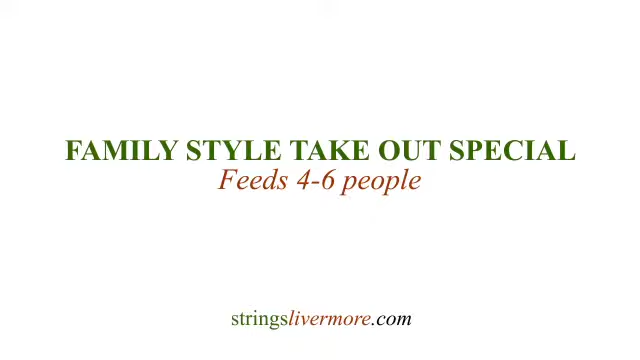 FAMILY STYLE TAKE OUT SPECIAL
Feeds 4-6 people
stringslivermore.com